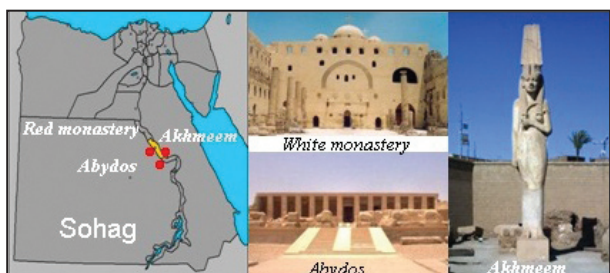 Red monastery
Akhmeem
Abydos
Sohag
White monastery
Abydos
Akhmeem